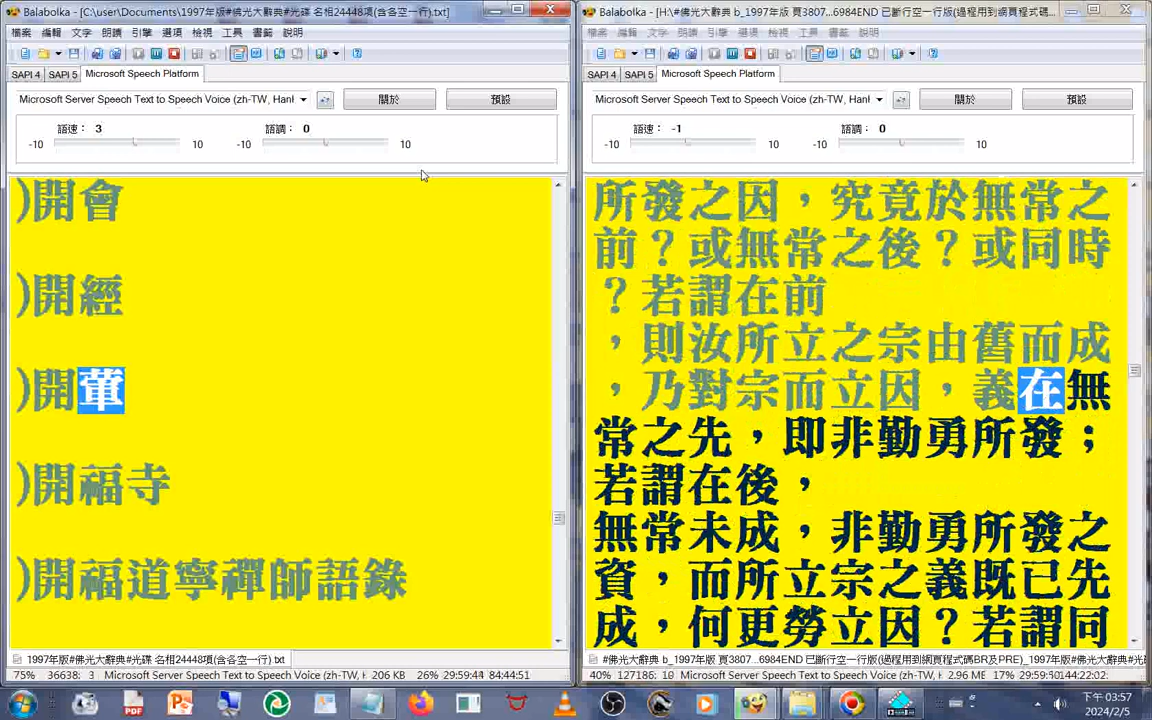 Balabolka - [C:\user\Documents\1997年版#佛光大辭典#光碟 名相24448項(含各空一行).txt]
檔案 編輯 文字 朗讀 引擎 選項 檢視 工具 書籤 說明
SAPI 4 SAPI 5 Microsoft Speech Platform
Microsoft Server Speech Text to Speech Voice (zh-TW, Hanl
關於
預設
語速： 3
語調： 0
-10 10 -10 10
)開會
)開經
)開葷
)開福寺
)開福道寧禪師語錄
1997年版#佛光大辭典#光碟 名相24448項(含各空一行).txt
75% 36638: 3 Microsoft Server Speech Text to Speech Voice (zh-TW, H 206 KB 26% 29:59:44 84:44:51
Balabolka - [H:\#佛光大辭典 b_1997年版 頁3807...6984END 已斷行空一行版(過程用到網頁程式碼...
檔案 編輯 文字 朗讀 引擎 選項 檢視 工具 書籤 說明
SAPI 4 SAPI 5 Microsoft Speech Platform
Microsoft Server Speech Text to Speech Voice (zh-TW, Hanl
關於
預設
語速： -1
語調： 0
-10 10 -10 10
所發之因，究竟於無常之
前？或無常之後？或同時
？若謂在前
，則汝所立之宗由舊而成
，乃對宗而立因，義在無
常之先，即非勤勇所發；
若謂在後，
無常未成，非勤勇所發之
資，而所立宗之義既已先
成，何更勞立因？若謂同
#佛光大辭典 b_1997年版 頁3807...6984END 已斷行空一行版(過程用到網頁程式碼BR及PRE)_1997年版#光
40% 127186: 10 Microsoft Server Speech Text to Speech Voice (zh-TW, H 2.96 MB 17% 29:59:50 144:22:02
PDF
下午 03:57
2024/2/5